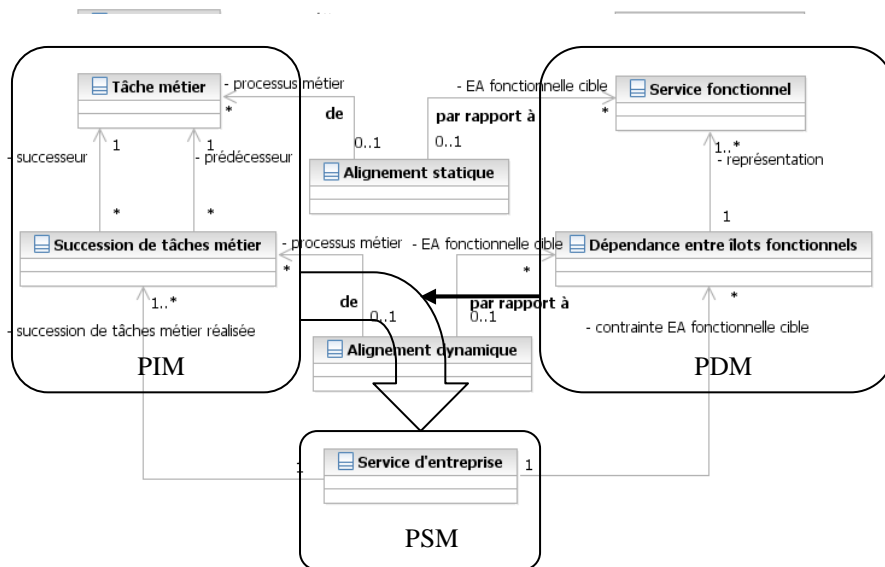 Tâche métier
- processus métier
*
- EA fonctionnelle cible
*
Service fonctionnel
de
par rapport à
0..1
0..1
1
1
- successeur
- prédécesseur
Alignement statique
1..*
- représentation
*
*
1
Succession de tâches métier
- processus métier
*
- EA fonctionnelle cible
*
Dépendance entre îlots fonctionnels
1..*
de
par rapport à
*
0..1
0..1
- succession de tâches métier réalisée
- contrainte EA fonctionnelle cible
Alignement dynamique
PIM
PDM
1
Service d'entreprise
1
PSM